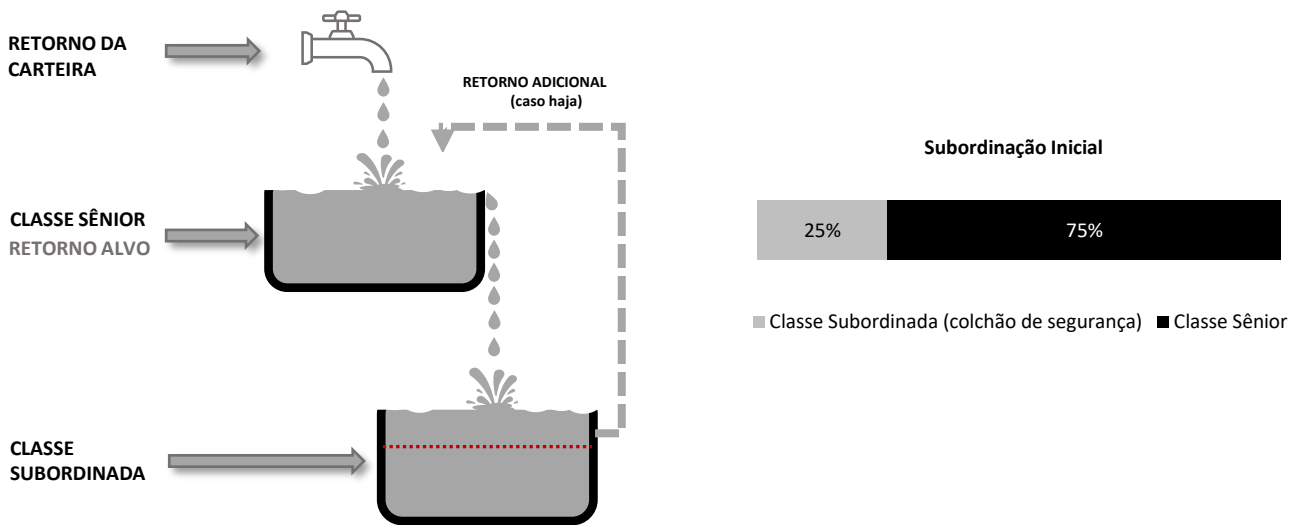 RETORNO DA
CARTEIRA
RETORNO ADICIONAL
(caso haja)
CLASSE SÊNIOR
RETORNO ALVO
CLASSE
SUBORDINADA
Subordinação Inicial
25%
75%
Classe Subordinada (colchão de segurança)
Classe Sênior